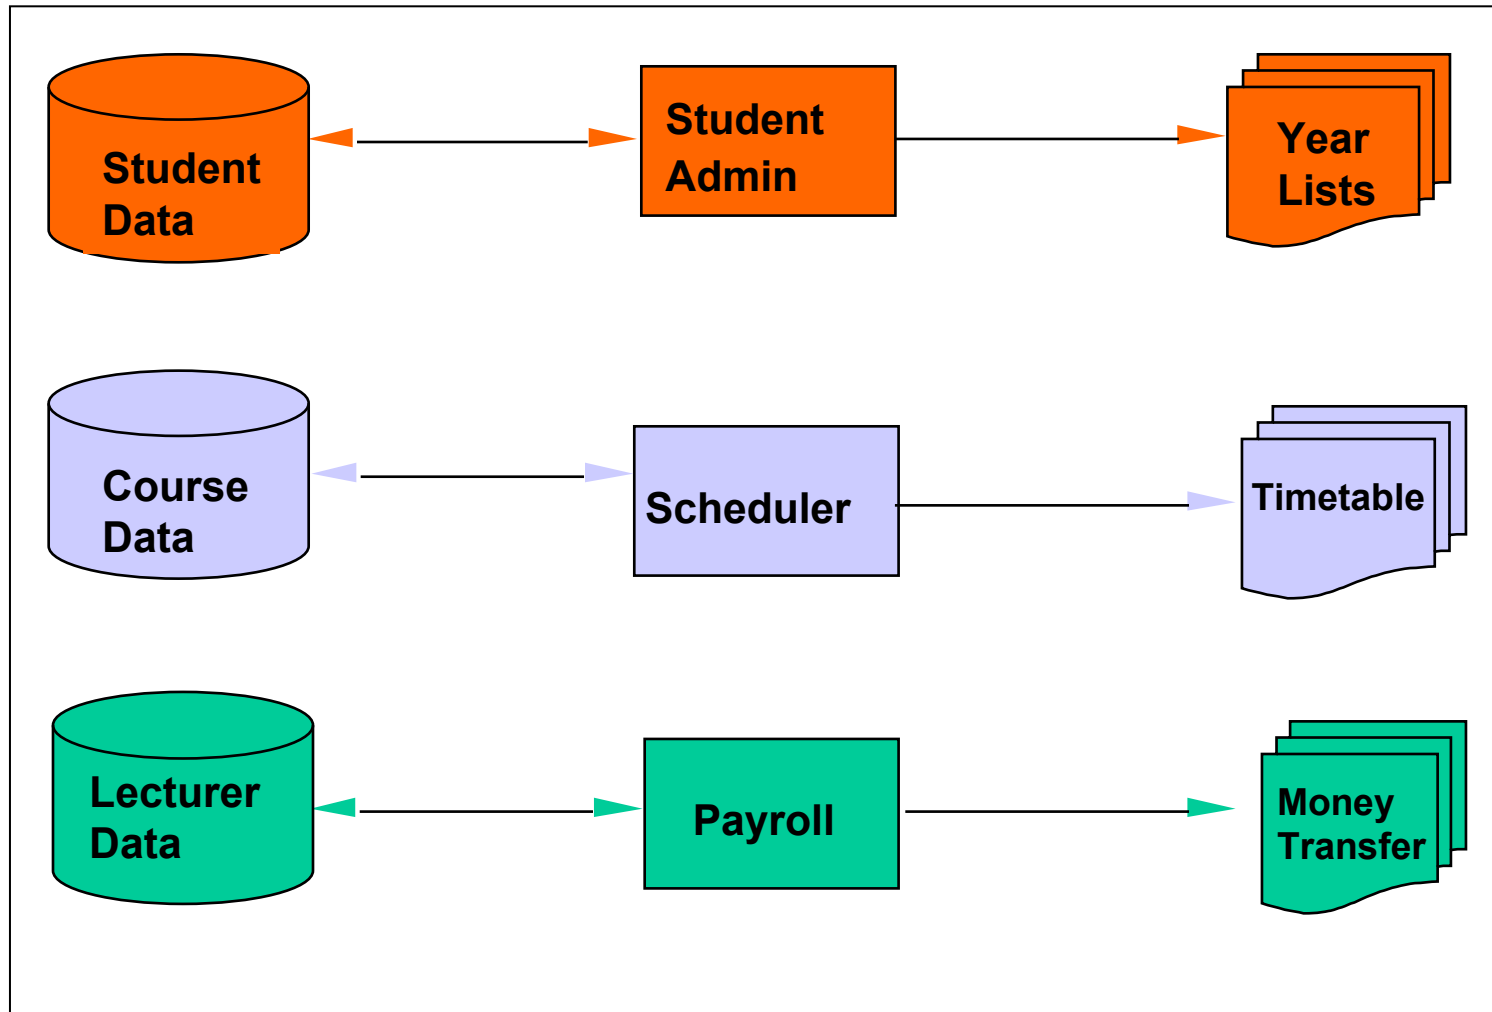 Student
Data
Student
Admin
Year
Lists
Course
Data
Scheduler
Timetable
Lecturer
Data
Payroll
Money
Transfer